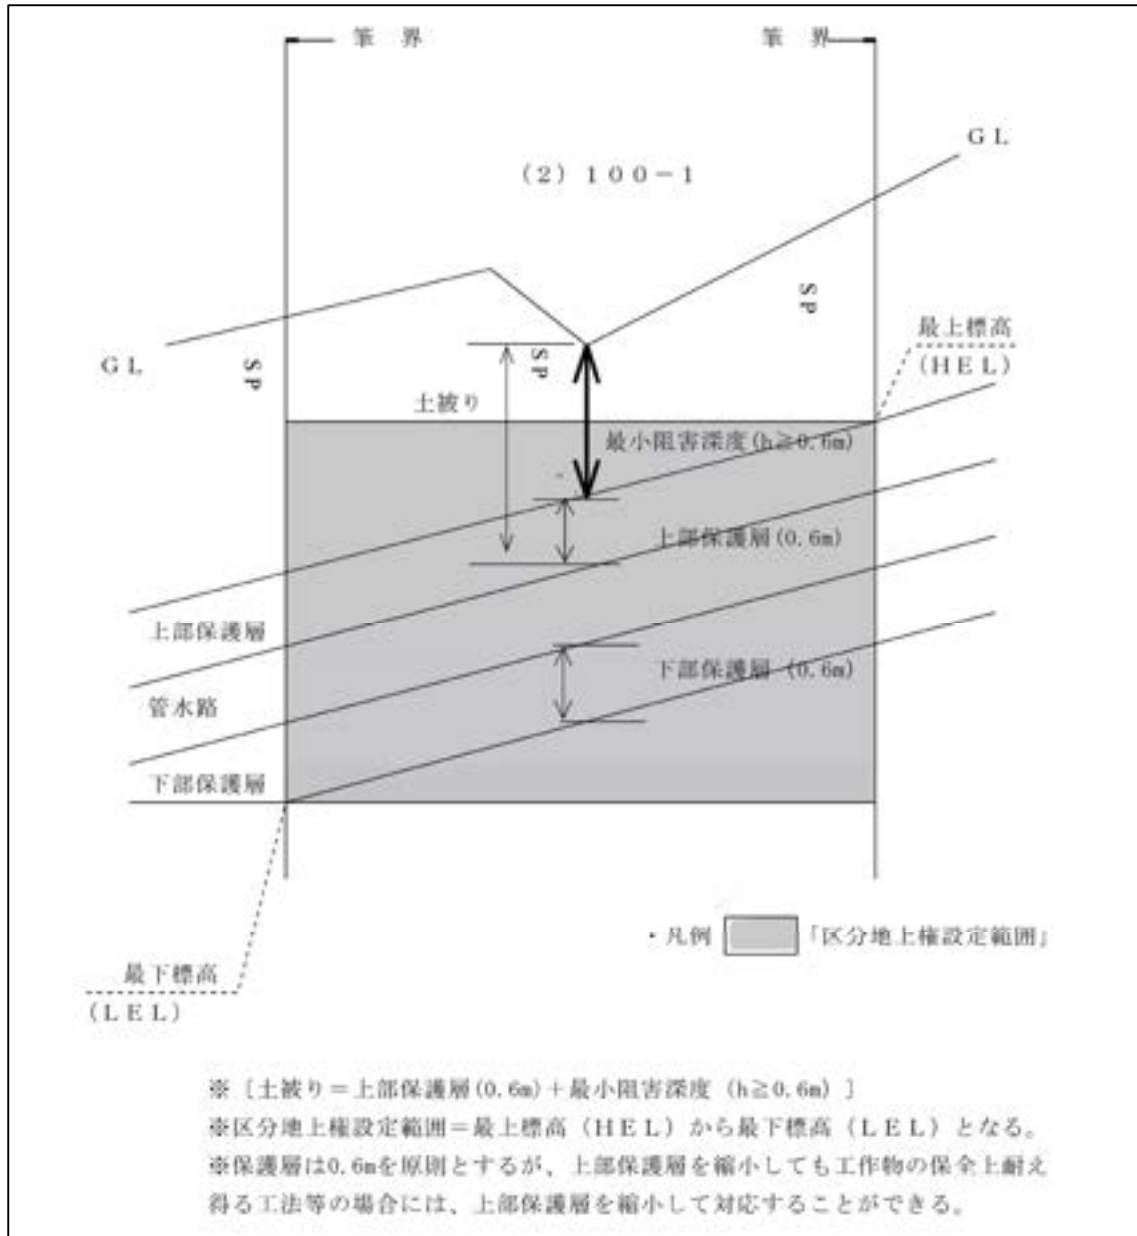 筆 界
筆 界
GL
(2)100-1
SP
最上標高
(HEL)
GL
SP
SP
土被り
最小阻害深度(h≧0.6m)
上部保護層(0.6m)
上部保護層
下部保護層 (0.6m)
管水路
下部保護層
・凡例
「区分地上権設定範囲」
最下標高
(LEL)
※［土被り＝上部保護層(0.6m)＋最小阻害深度 (h≧0.6m) ］
※区分地上権設定範囲＝最上標高（HEL）から最下標高（LEL）となる。
※保護層は0.6mを原則とするが、上部保護層を縮小しても工作物の保全上耐え
得る工法等の場合には、上部保護層を縮小して対応することができる。